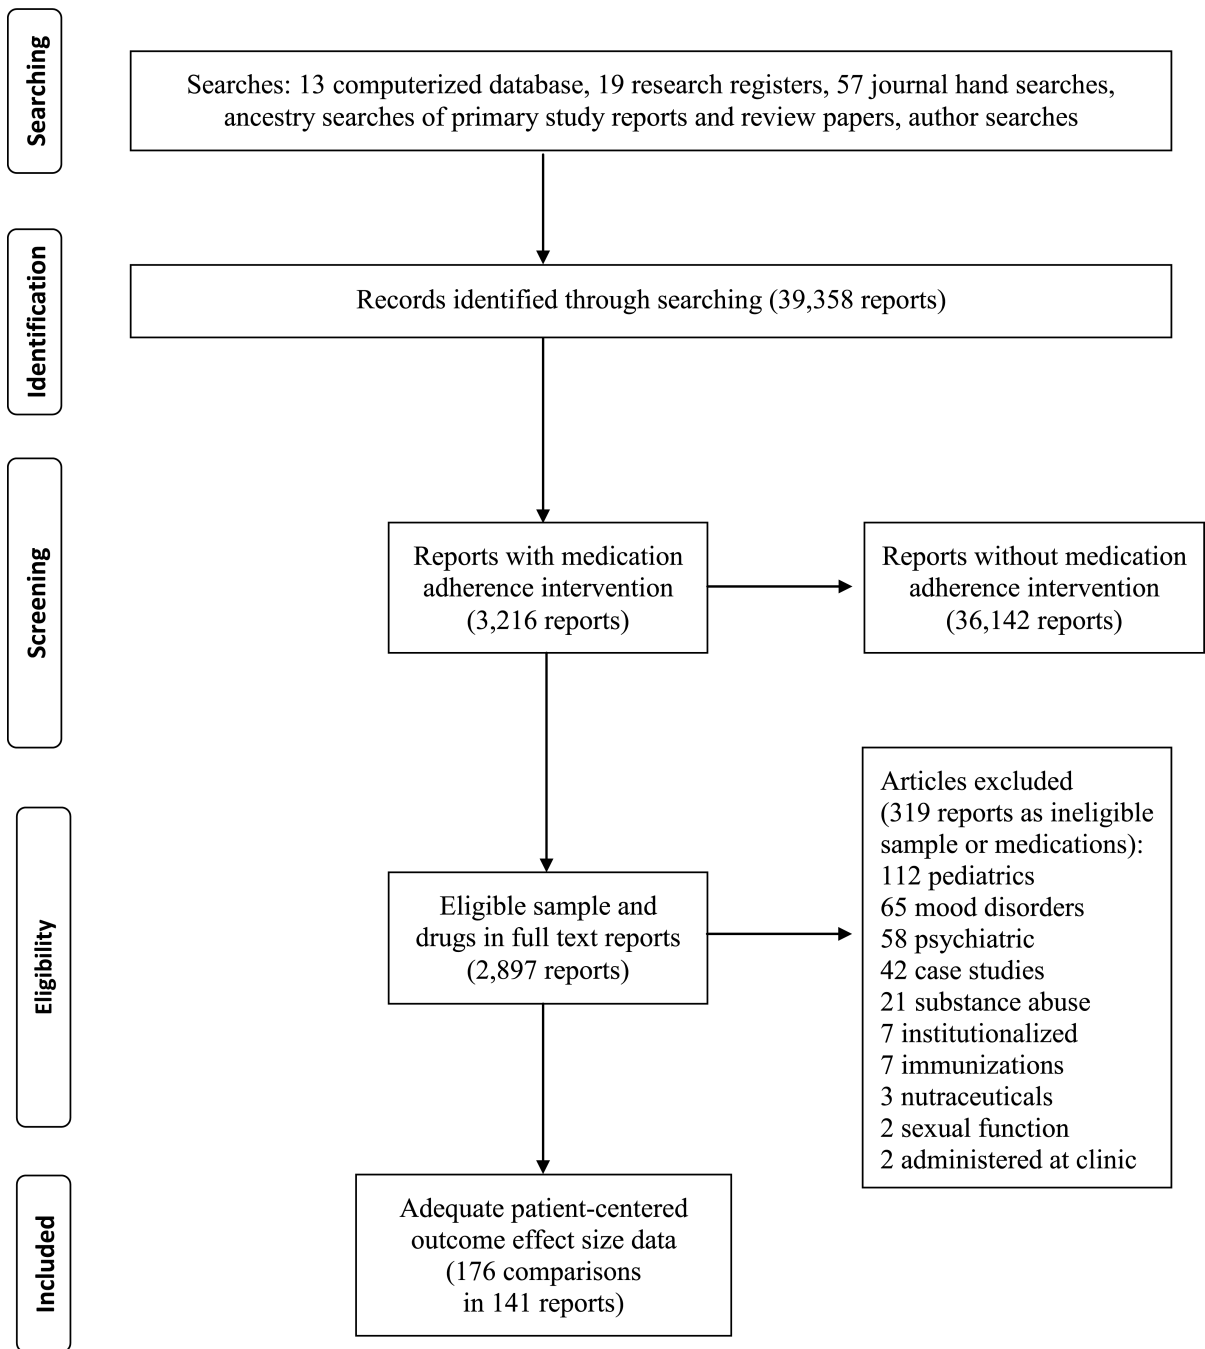 Searching
Searches: 13 computerized database, 19 research registers, 57 journal hand searches,
ancestry searches of primary study reports and review papers, author searches
Identification
Records identified through searching (39,358 reports)
Screening
Reports with medication
adherence intervention
(3,216 reports)
Reports without medication
adherence intervention
(36,142 reports)
Eligibility
Eligible sample and
drugs in full text reports
(2,897 reports)
Articles excluded
(319 reports as ineligible
sample or medications):
112 pediatrics
65 mood disorders
58 psychiatric
42 case studies
21 substance abuse
7 institutionalized
7 immunizations
3 nutraceuticals
2 sexual function
2 administered at clinic
Included
Adequate patient-centered
outcome effect size data
(176 comparisons
in 141 reports)